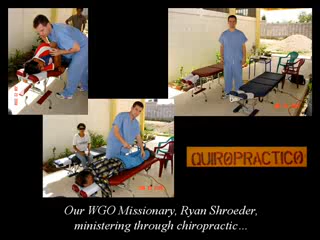 QUIROPRACTICO
Our WGO Missionary, Ryan Shroeder,
ministering through chiropractic…